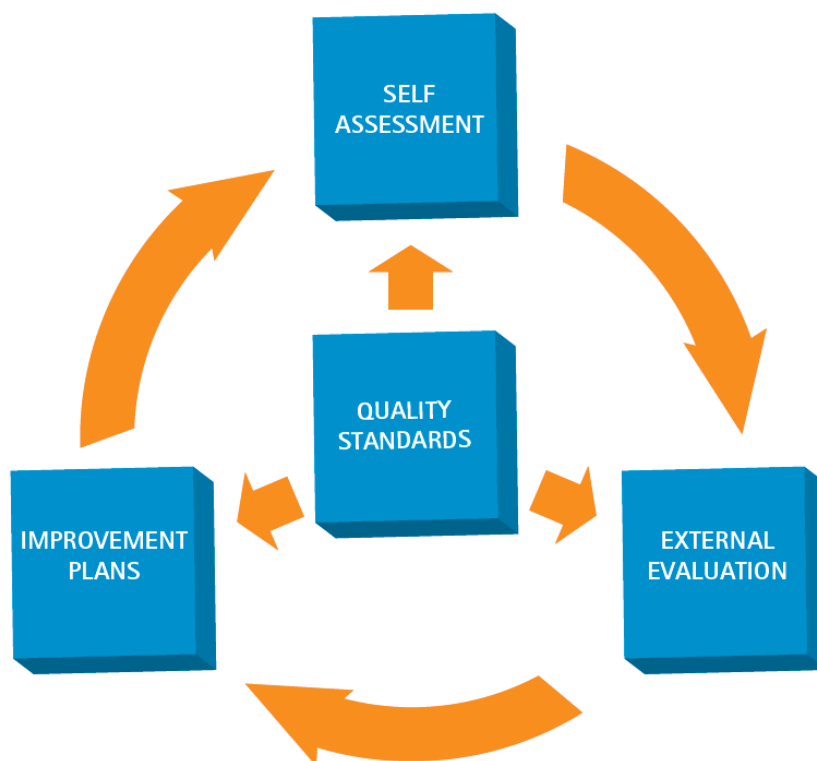 SELF
ASSESSMENT
QUALITY
STANDARDS
IMPROVEMENT
PLANS
EXTERNAL
EVALUATION